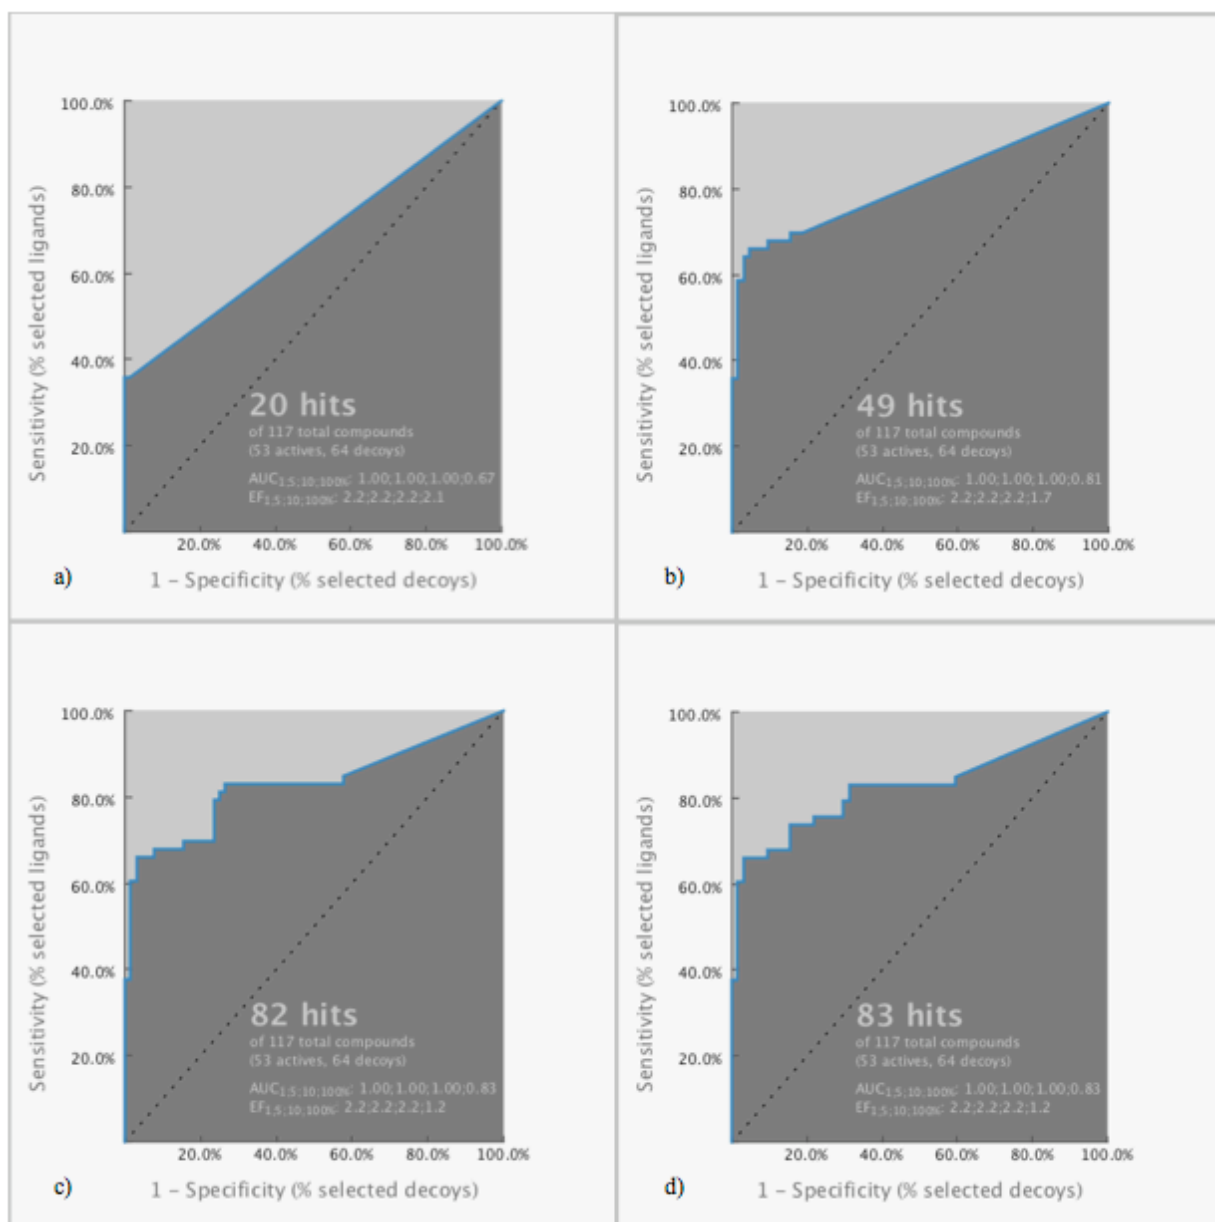 100.0%
80.0%
60.0%
40.0%
20.0%
Sensitivity (% selected ligands)
20 hits
of 117 total compounds
(53 actives, 64 decoys)
AUC1;5;10;100%: 1.00;1.00;1.00;0.67
EF1;5;10;100%: 2.2;2.2;2.2;2.1
20.0% 40.0% 60.0% 80.0% 100.0%
a) 1 – Specificity (% selected decoys)
100.0%
80.0%
60.0%
40.0%
20.0%
Sensitivity (% selected ligands)
49 hits
of 117 total compounds
(53 actives, 64 decoys)
AUC1;5;10;100%: 1.00;1.00;1.00;0.81
EF1;5;10;100%: 2.2;2.2;2.2;1.7
20.0% 40.0% 60.0% 80.0% 100.0%
b) 1 – Specificity (% selected decoys)
100.0%
80.0%
60.0%
40.0%
20.0%
Sensitivity (% selected ligands)
82 hits
of 117 total compounds
(53 actives, 64 decoys)
AUC1;5;10;100%: 1.00;1.00;1.00;0.83
EF1;5;10;100%: 2.2;2.2;2.2;1.2
20.0% 40.0% 60.0% 80.0% 100.0%
c) 1 – Specificity (% selected decoys)
100.0%
80.0%
60.0%
40.0%
20.0%
Sensitivity (% selected ligands)
83 hits
of 117 total compounds
(53 actives, 64 decoys)
AUC1;5;10;100%: 1.00;1.00;1.00;0.83
EF1;5;10;100%: 2.2;2.2;2.2;1.2
20.0% 40.0% 60.0% 80.0% 100.0%
d) 1 – Specificity (% selected decoys)